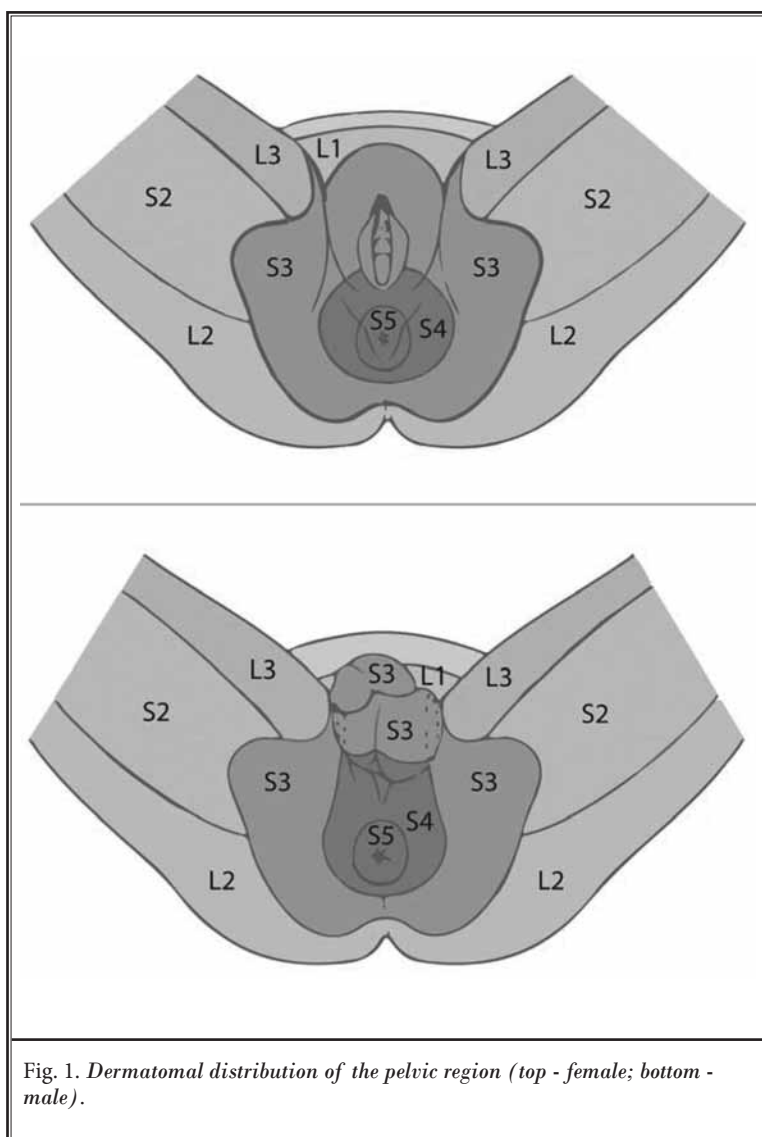 L3 L1 L3
S2 S2
S3 S3
S5 S4
L2 L2
S3 L1
L3 L3
S2 S2
S3
S3 S3
S5 S4
L2 L2
Fig. 1. Dermatomal distribution of the pelvic region (top - female; bottom -
male).